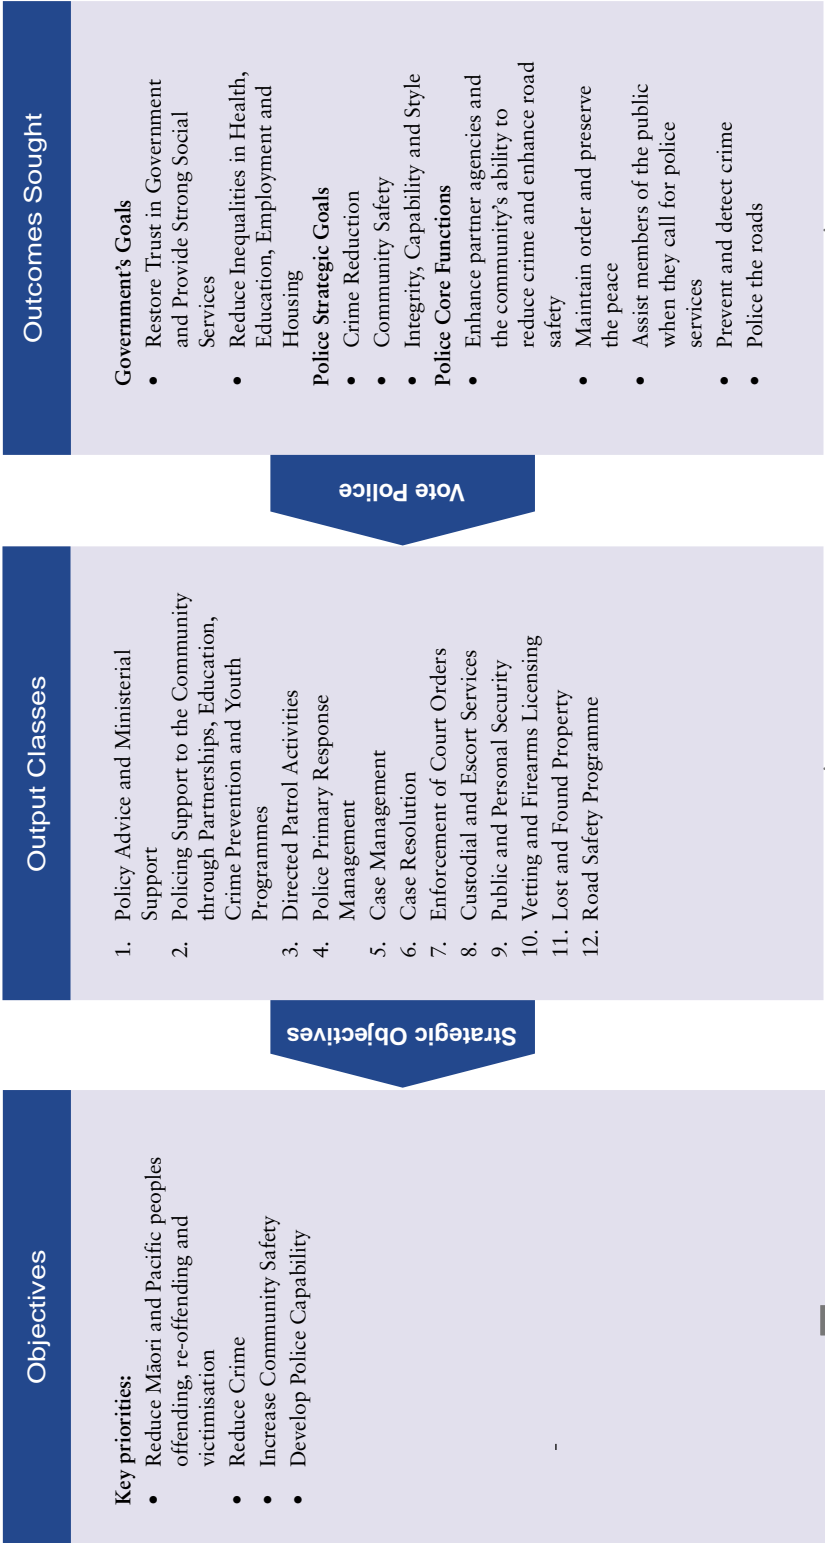 Objectives
Key priorities:
• Reduce Māori and Pacific peoples
offending, re-offending and
victimisation
• Reduce Crime
• Increase Community Safety
• Develop Police Capability
Strategic Objectives
Output Classes
1. Policy Advice and Ministerial
Support
2. Policing Support to the Community
through Partnerships, Education,
Crime Prevention and Youth
Programmes
3. Directed Patrol Activities
4. Police Primary Response
Management
5. Case Management
6. Case Resolution
7. Enforcement of Court Orders
8. Custodial and Escort Services
9. Public and Personal Security
10. Vetting and Firearms Licensing
11. Lost and Found Property
12. Road Safety Programme
Vote Police
Outcomes Sought
Government's Goals
• Restore Trust in Government
and Provide Strong Social
Services
• Reduce Inequalities in Health,
Education, Employment and
Housing
Police Strategic Goals
• Crime Reduction
• Community Safety
• Integrity, Capability and Style
Police Core Functions
• Enhance partner agencies and
the community's ability to
reduce crime and enhance road
safety
• Maintain order and preserve
the peace
• Assist members of the public
when they call for police
services
• Prevent and detect crime
• Police the roads